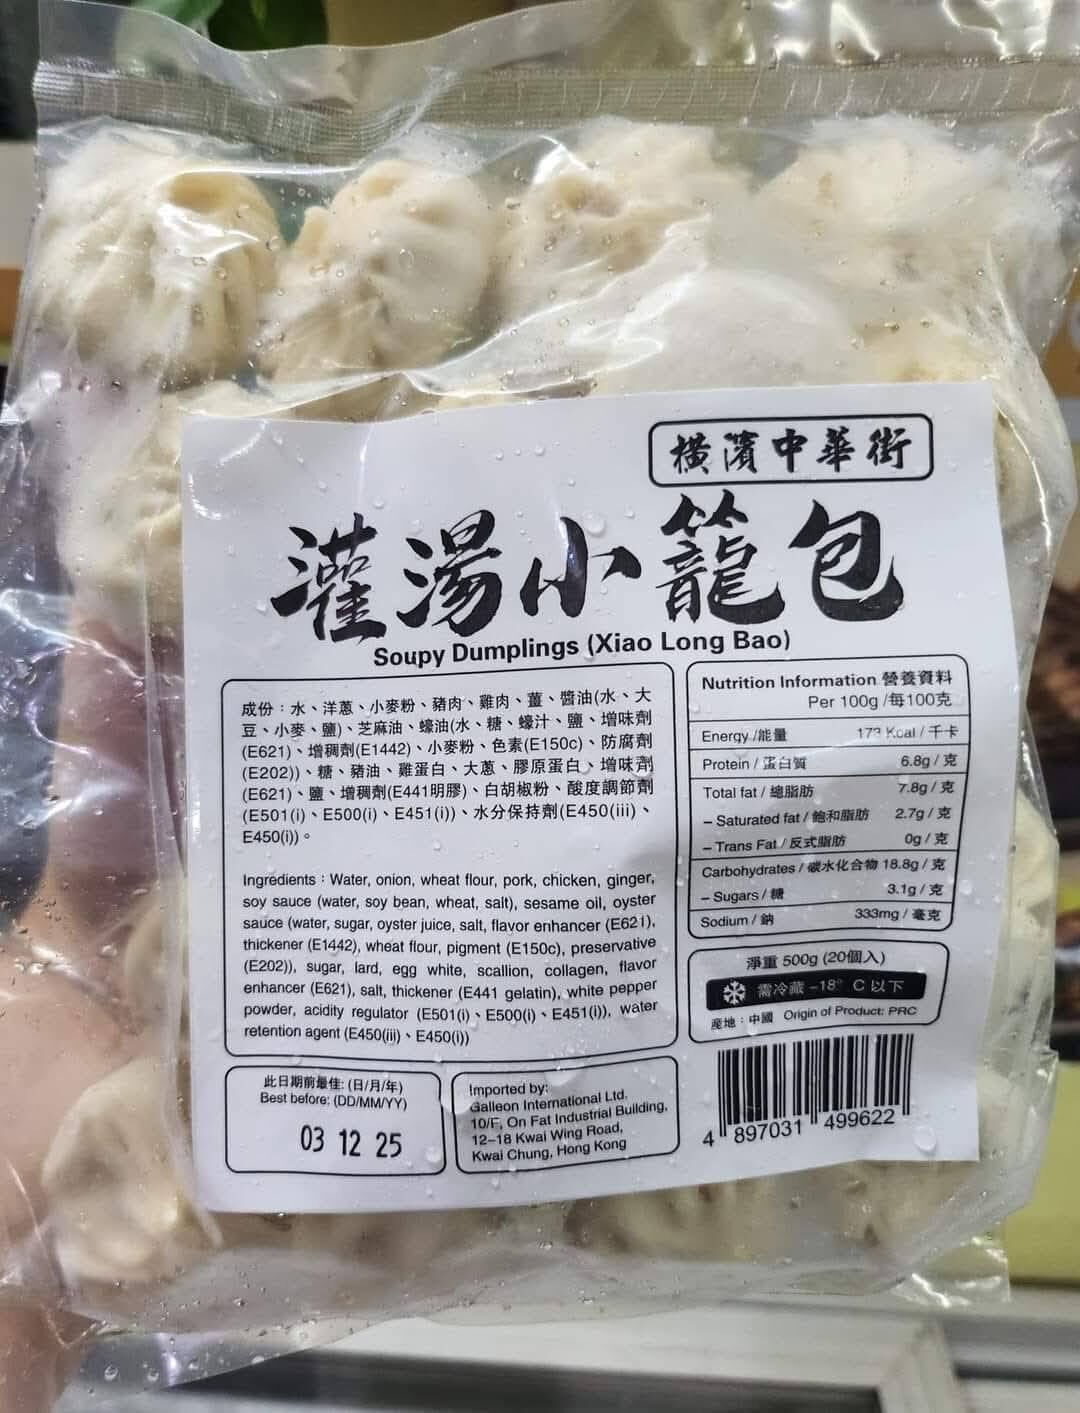 橫濱中華街
灌湯小籠包
Soupy Dumplings (Xiao Long Bao)
成份：水、洋蔥、小麥粉、豬肉、雞肉、薑、醬油(水、大
豆、小麥、鹽)、芝麻油、蠔油(水、糖、蠔汁、鹽、增味劑
(E621)、增稠劑(E1442)、小麥粉、色素(E150c)、防腐劑
(E202))、糖、豬油、雞蛋白、大蔥、膠原蛋白、增味劑
(E621)、鹽、增稠劑(E441明膠)、白胡椒粉、酸度調節劑
(E501(i)、E500(i)、E451(i))、水分保持劑(E450(iii)、
E450(i))。
Ingredients：Water, onion, wheat flour, pork, chicken, ginger,
soy sauce (water, soy bean, wheat, salt), sesame oil, oyster
sauce (water, sugar, oyster juice, salt, flavor enhancer (E621),
thickener (E1442), wheat flour, pigment (E150c), preservative
(E202)), sugar, lard, egg white, scallion, collagen, flavor
enhancer (E621), salt, thickener (E441 gelatin), white pepper
powder, acidity regulator (E501(i)、E500(i)、E451(i)), water
retention agent (E450(iii)、E450(i))
Nutrition Information 營養資料
Per 100g /每100克
Energy /能量 173 Kcal / 千卡
Protein / 蛋白質 6.8g / 克
Total fat / 總脂肪 7.8g / 克
– Saturated fat / 飽和脂肪 2.7g / 克
– Trans Fat / 反式脂肪 0g / 克
Carbohydrates / 碳水化合物 18.8g / 克
– Sugars / 糖 3.1g / 克
Sodium / 鈉 333mg / 毫克
淨重 500g (20個入)
需冷藏 –18° C 以下
產地：中國 Origin of Product: PRC
此日期前最佳: (日/月/年)
Best before: (DD/MM/YY)
03 12 25
Imported by:
Galleon International Ltd.
10/F, On Fat Industrial Building,
12–18 Kwai Wing Road,
Kwai Chung, Hong Kong
4 897031 499622